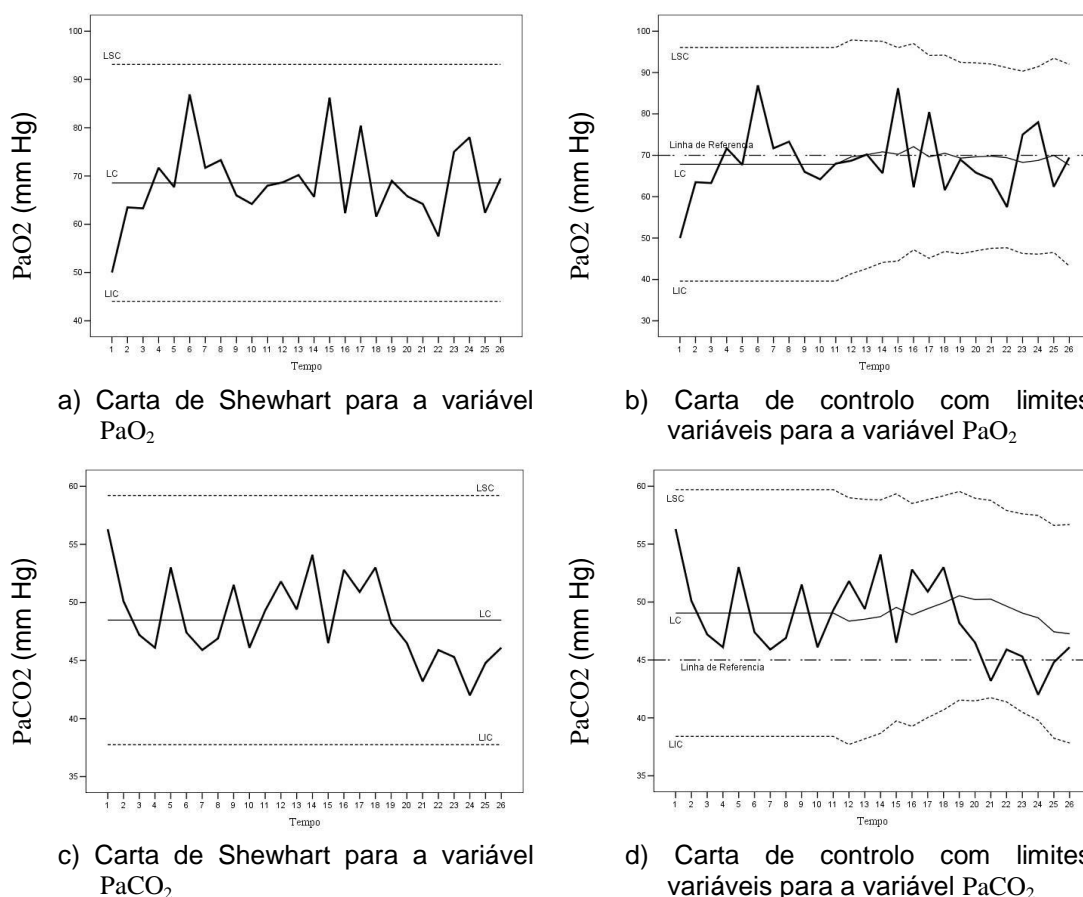 PaO2 (mm Hg)
100
90
80
70
60
50
40
LSC
LC
LIC
1 2 3 4 5 6 7 8 9 10 11 12 13 14 15 16 17 18 19 20 21 22 23 24 25 26
Tempo
a) Carta de Shewhart para a variável
PaO2
PaO2 (mm Hg)
100
90
80
70
60
50
40
30
LSC
Linha de Referencia
LC
LIC
1 2 3 4 5 6 7 8 9 10 11 12 13 14 15 16 17 18 19 20 21 22 23 24 25 26
Tempo
b) Carta de controlo com limites
variáveis para a variável PaO2
PaCO2 (mm Hg)
60
55
50
45
40
35
LSC
LC
LIC
1 2 3 4 5 6 7 8 9 10 11 12 13 14 15 16 17 18 19 20 21 22 23 24 25 26
Tempo
c) Carta de Shewhart para a variável
PaCO2
PaCO2 (mm Hg)
60
55
50
45
40
35
LSC
LC
Linha de Referencia
LIC
1 2 3 4 5 6 7 8 9 10 11 12 13 14 15 16 17 18 19 20 21 22 23 24 25 26
Tempo
d) Carta de controlo com limites
variáveis para a variável PaCO2